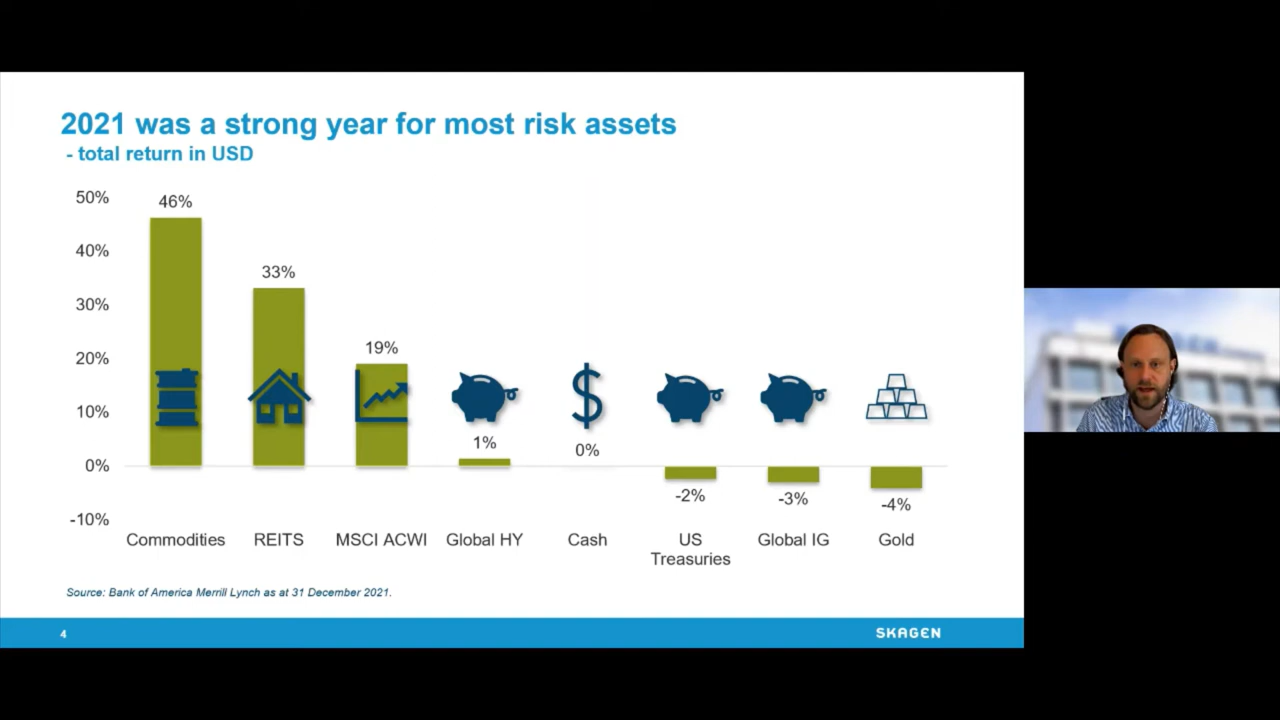 2021 was a strong year for most risk assets
- total return in USD
50%
40%
30%
20%
10%
0%
-10%
46%
33%
19%
1%
0%
-2%
-3%
-4%
Commodities
REITS
MSCI ACWI
Global HY
Cash
US
Treasuries
Global IG
Gold
Source: Bank of America Merrill Lynch as at 31 December 2021.
4
SKAGEN